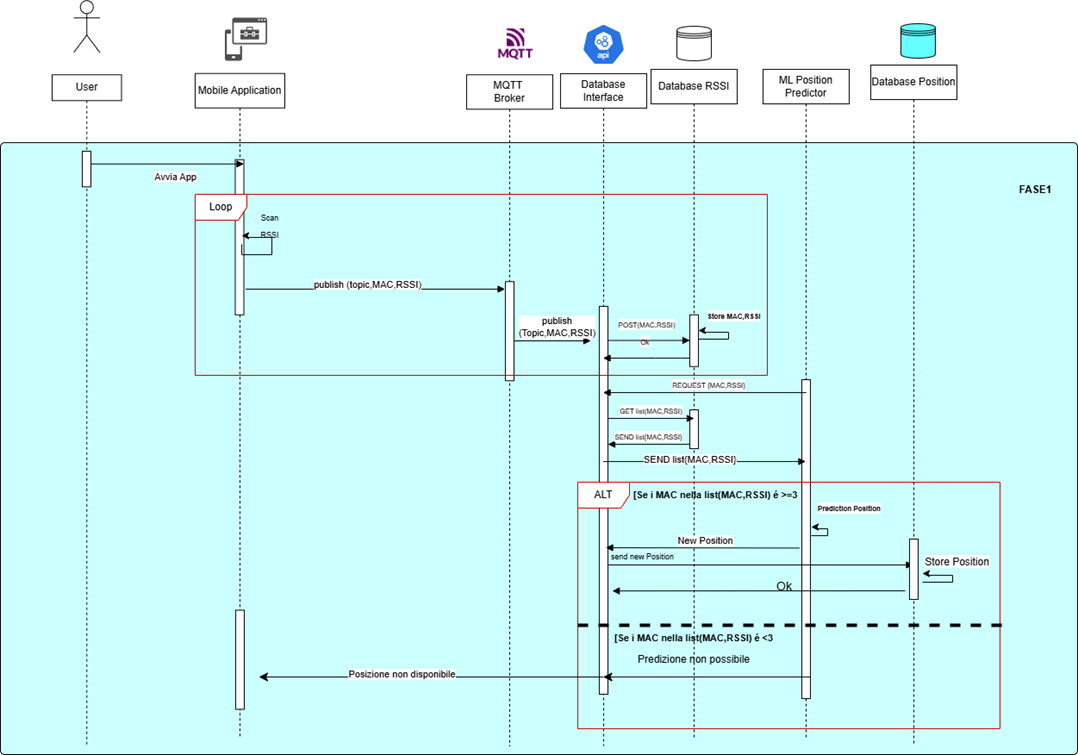 MQTT
api
User
Mobile Application
MQTT
Broker
Database
Interface
Database RSSI
ML Position
Predictor
Database Position
FASE1
Avvia App
Loop
Scan
RSSI
publish (topic,MAC,RSSI)
publish
(Topic,MAC,RSSI)
POST(MAC,RSSI)
Store MAC,RSSI
Ok
REQUEST (MAC,RSSI)
GET list(MAC,RSSI)
SEND list(MAC,RSSI)
SEND list(MAC,RSSI)
ALT
[Se i MAC nella list(MAC,RSSI) é >=3
Prediction Position
New Position
send new Position
Store Position
Ok
[Se i MAC nella list(MAC,RSSI) é <3
Predizione non possibile
Posizione non disponibile